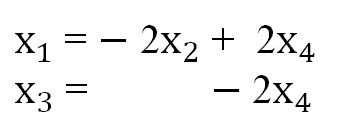 x₁ = − 2x₂ + 2x₄
x₃ = − 2x₄